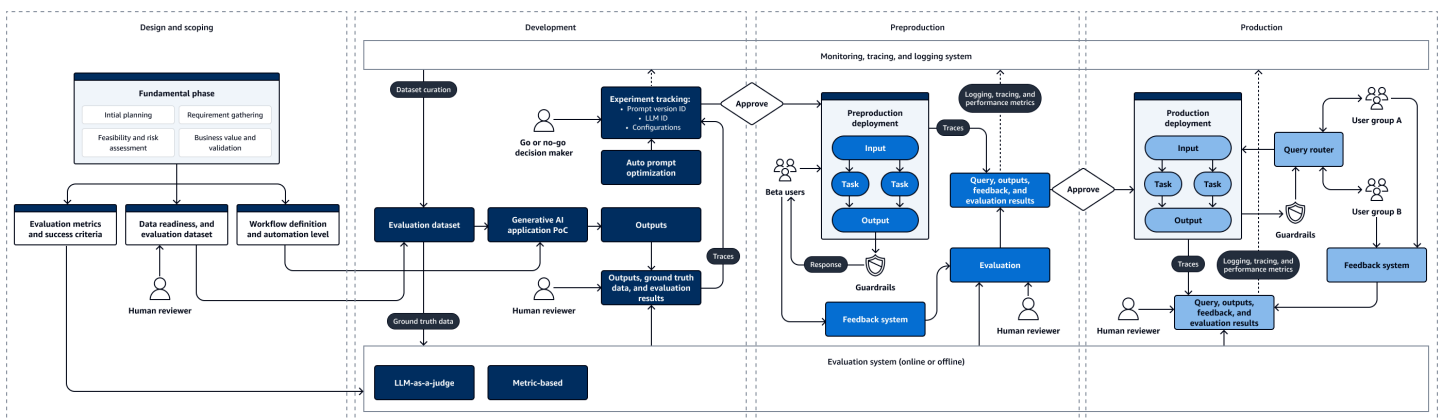 Design and scoping
Development
Preproduction
Production
Monitoring, tracing, and logging system
Fundamental phase
Intial planning
Requirement gathering
Feasibility and risk
assessment
Business value and
validation
Evaluation metrics
and success criteria
Data readiness, and
evaluation dataset
Workflow definition
and automation level
Human reviewer
Dataset curation
Experiment tracking:
• Prompt version ID
• LLM ID
• Configurations
Go or no-go
decision maker
Auto prompt
optimization
Evaluation dataset
Generative AI
application PoC
Outputs
Traces
Outputs, ground truth
data, and evaluation
results
Human reviewer
Ground truth data
Approve
Preproduction
deployment
Input
Task
Task
Output
Beta users
Response
Guardrails
Feedback system
Traces
Logging, tracing, and
performance metrics
Query, outputs,
feedback, and
evaluation results
Evaluation
Human reviewer
Approve
Production
deployment
Input
Task
Task
Output
User group A
Query router
User group B
Guardrails
Traces
Logging, tracing, and
performance metrics
Feedback system
Human reviewer
Query, outputs,
feedback, and
evaluation results
Evaluation system (online or offline)
LLM-as-a-judge
Metric-based